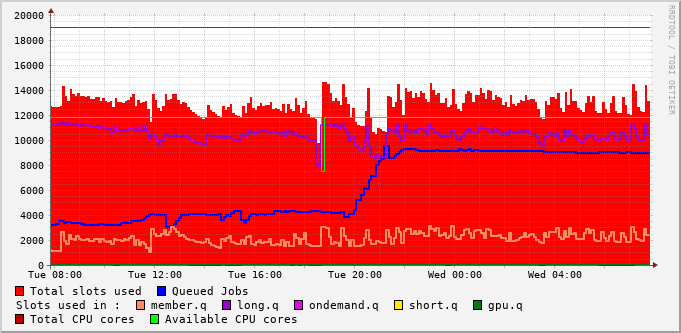 20000
18000
16000
14000
12000
10000
8000
6000
4000
2000
0
Tue 08:00 Tue 12:00 Tue 16:00 Tue 20:00 Wed 00:00 Wed 04:00
RRDTOOL / TOBI OETIKER
Total slots used Queued Jobs
Slots used in : member.q long.q ondemand.q short.q gpu.q
Total CPU cores Available CPU cores